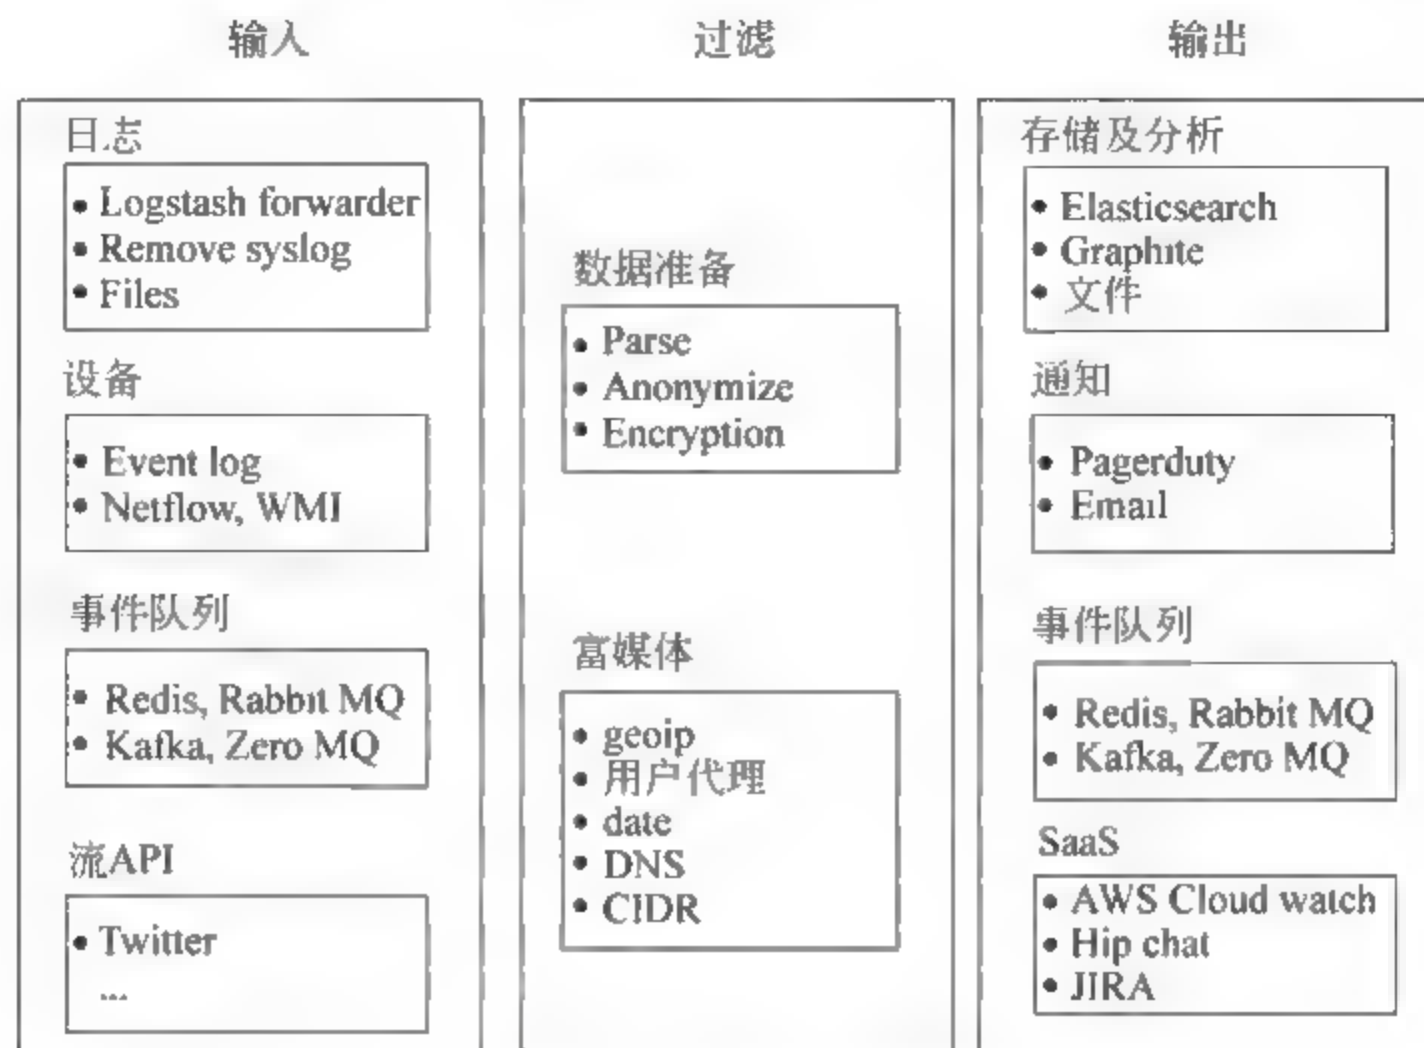 输入
日志
• Logstash forwarder
• Remove syslog
• Files
设备
• Event log
• Netflow, WMI
事件队列
• Redis, Rabbit MQ
• Kafka, Zero MQ
流API
• Twitter
...
过滤
数据准备
• Parse
• Anonymize
• Encryption
富媒体
• geoip
• 用户代理
• date
• DNS
• CIDR
输出
存储及分析
• Elasticsearch
• Graphite
• 文件
通知
• Pagerduty
• Email
事件队列
• Redis, Rabbit MQ
• Kafka, Zero MQ
SaaS
• AWS Cloud watch
• Hip chat
• JIRA